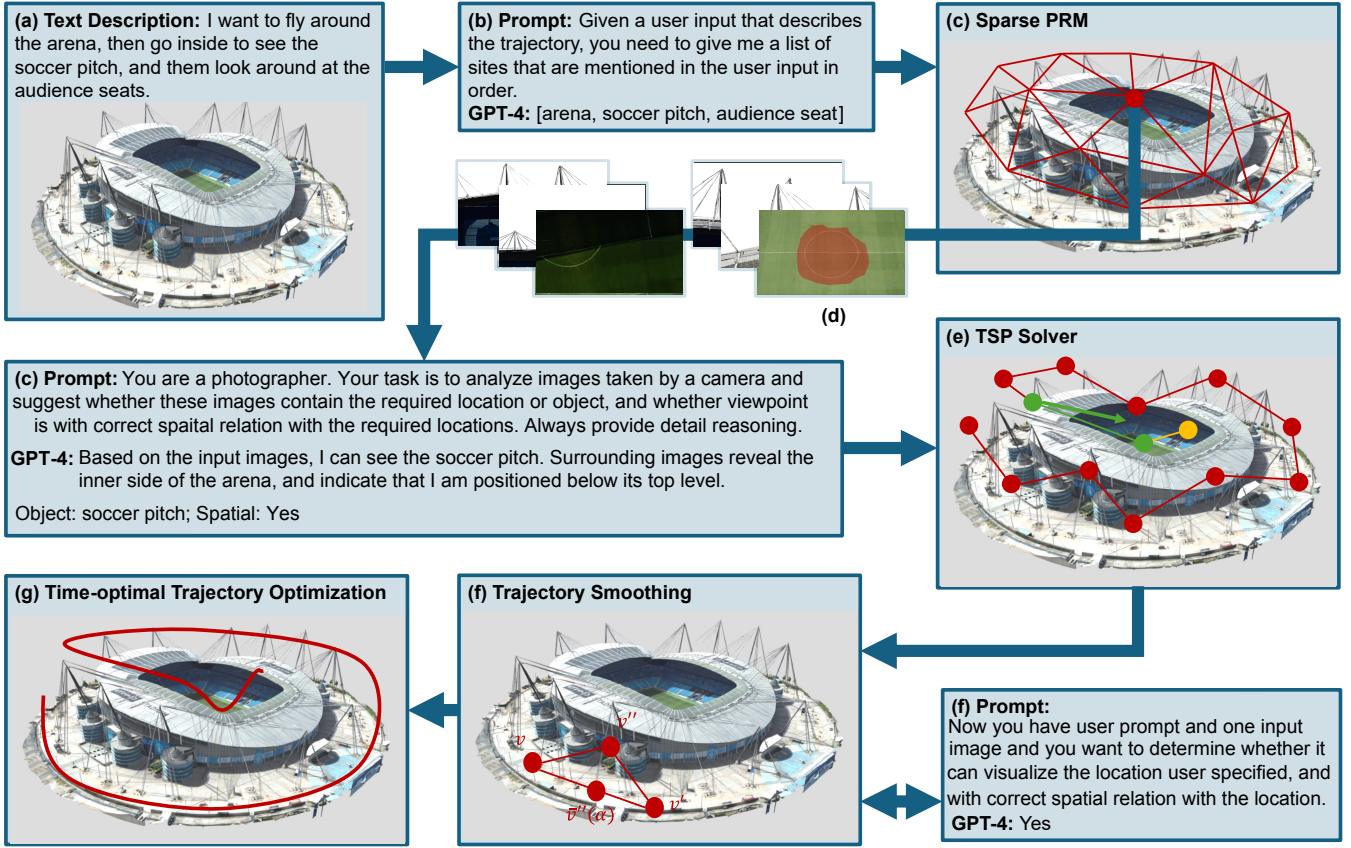 (a) Text Description: I want to fly around
the arena, then go inside to see the
soccer pitch, and them look around at the
audience seats.
(b) Prompt: Given a user input that describes
the trajectory, you need to give me a list of
sites that are mentioned in the user input in
order.
GPT-4: [arena, soccer pitch, audience seat]
(c) Sparse PRM
(d)
(c) Prompt: You are a photographer. Your task is to analyze images taken by a camera and
suggest whether these images contain the required location or object, and whether viewpoint
is with correct spaital relation with the required locations. Always provide detail reasoning.
GPT-4: Based on the input images, I can see the soccer pitch. Surrounding images reveal the
inner side of the arena, and indicate that I am positioned below its top level.
Object: soccer pitch; Spatial: Yes
(e) TSP Solver
(g) Time-optimal Trajectory Optimization
(f) Trajectory Smoothing
v''
v
v̄''(α)
v'
(f) Prompt:
Now you have user prompt and one input
image and you want to determine whether it
can visualize the location user specified, and
with correct spatial relation with the location.
GPT-4: Yes